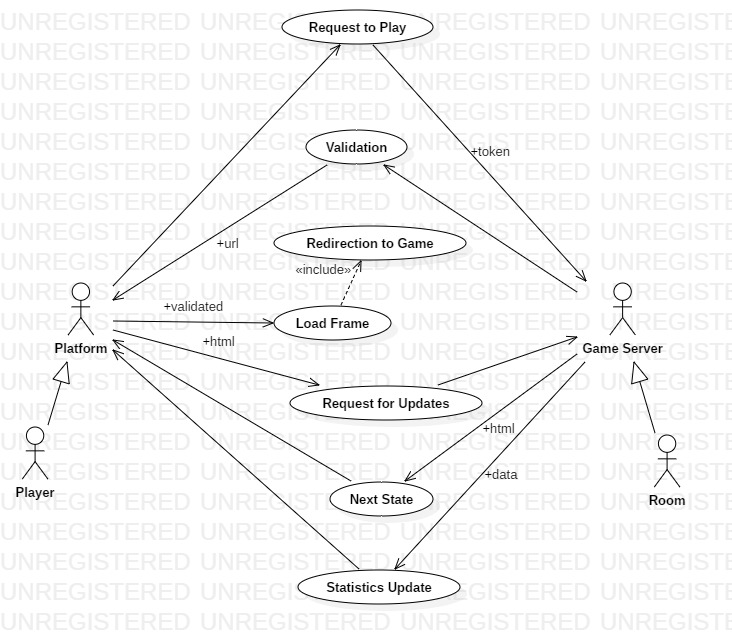 UNREGISTERED UNREGISTERED UNREGISTERED UNREGISTERED
Request to Play
Validation
+token
+url
Redirection to Game
«include»
+validated
Load Frame
+html
Platform
Game Server
Request for Updates
+html
Player
+data
Next State
Room
Statistics Update